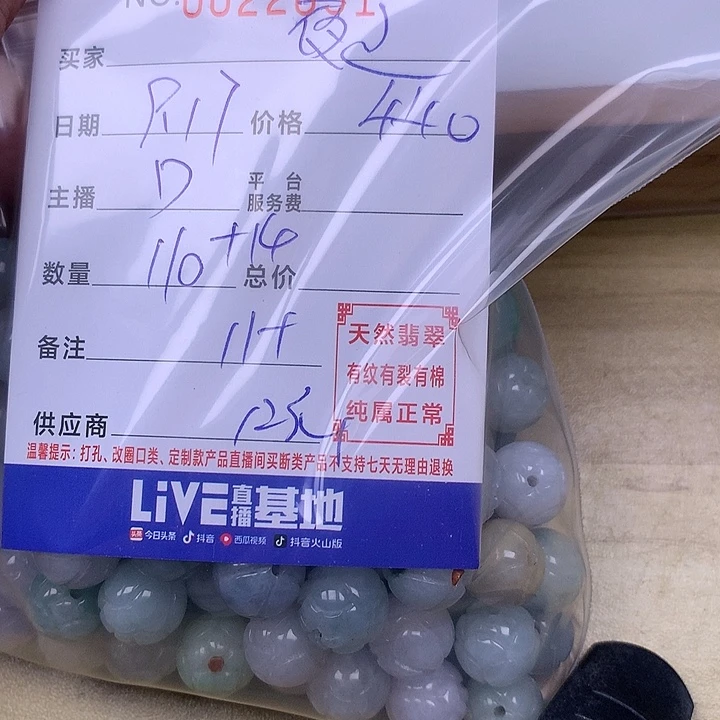 NO.0022091
买家
日期 9.17 价格 440
主播 D 平台服务费
数量 110+14 总价
备注 11+
供应商
天然翡翠
有纹有裂有棉
纯属正常
温馨提示：打孔、改圈口类、定制款产品直播间买断类产品不支持七天无理由退换
LiVE直播基地
今日头条 抖音 西瓜视频 抖音火山版